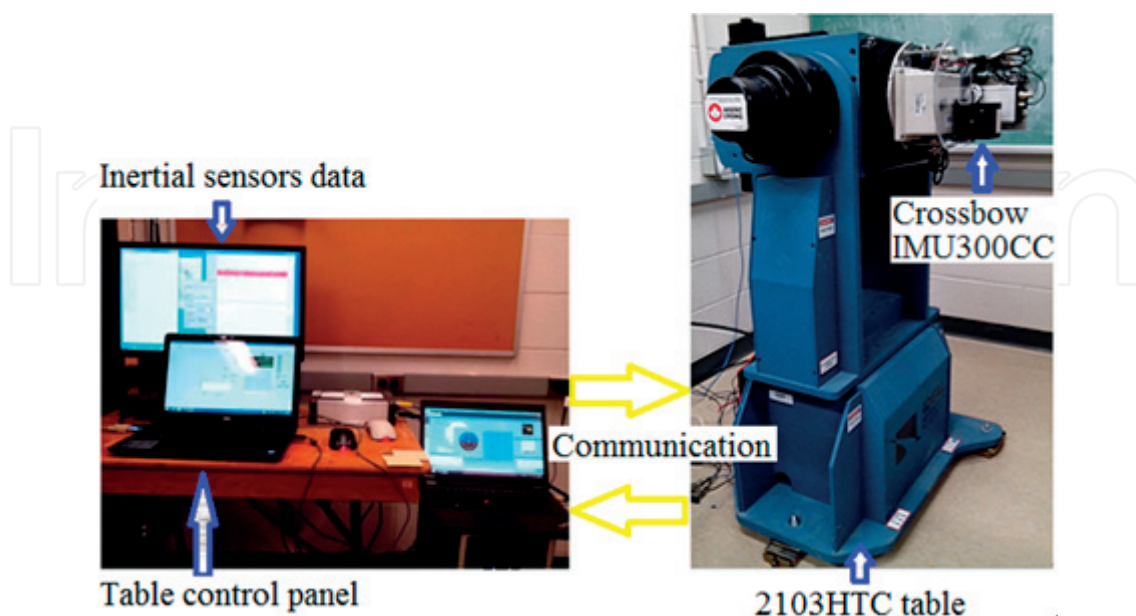 Inertial sensors data
Crossbow
IMU300CC
Communication
Table control panel
2103HTC table